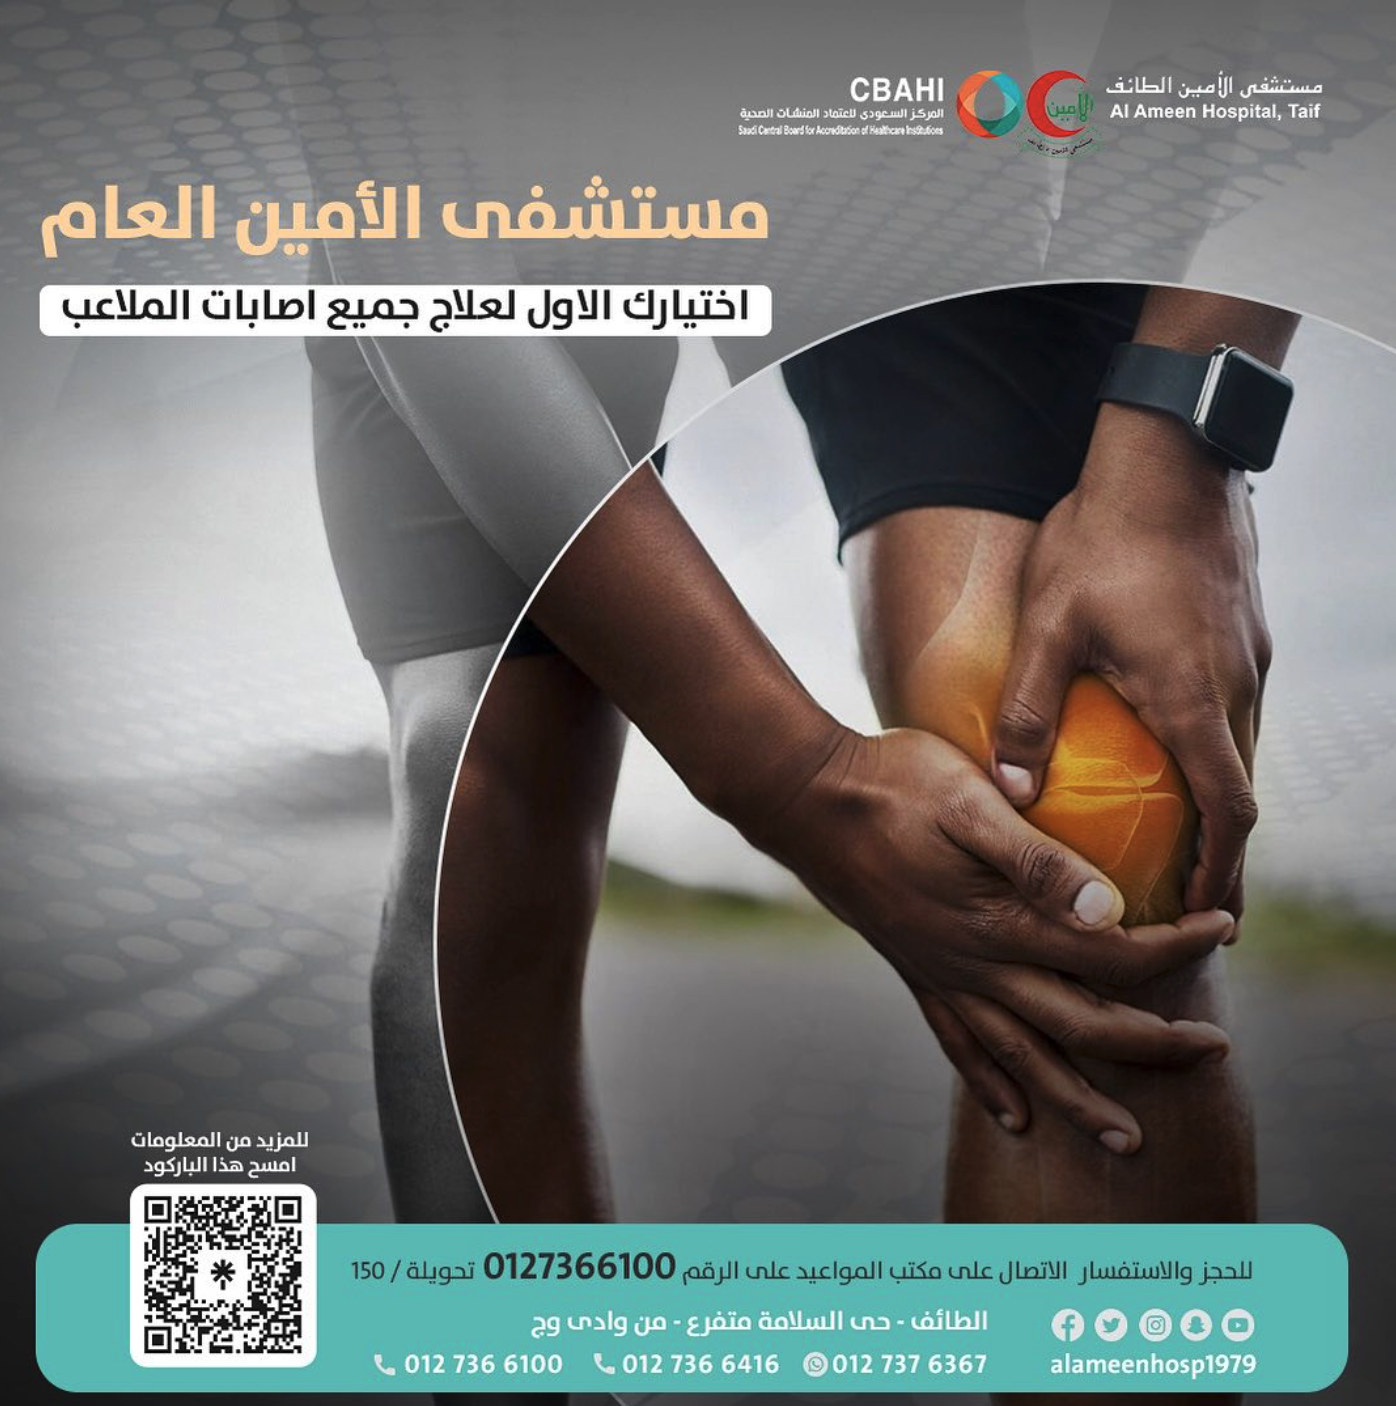 مستشفى الأمين الطائف
Al Ameen Hospital, Taif
الأمين
CBAHI
المركز السعودي لاعتماد المنشآت الصحية
Saudi Central Board for Accreditation of Healthcare Institutions
مستشفى الأمين العام
اختيارك الاول لعلاج جميع اصابات الملاعب
للمزيد من المعلومات
امسح هذا الباركود
للحجز والاستفسار الاتصال على مكتب المواعيد على الرقم 0127366100 تحويلة / 150
الطائف - حى السلامة متفرع - من وادى وج
012 736 6100 012 736 6416 012 737 6367
alameenhosp1979